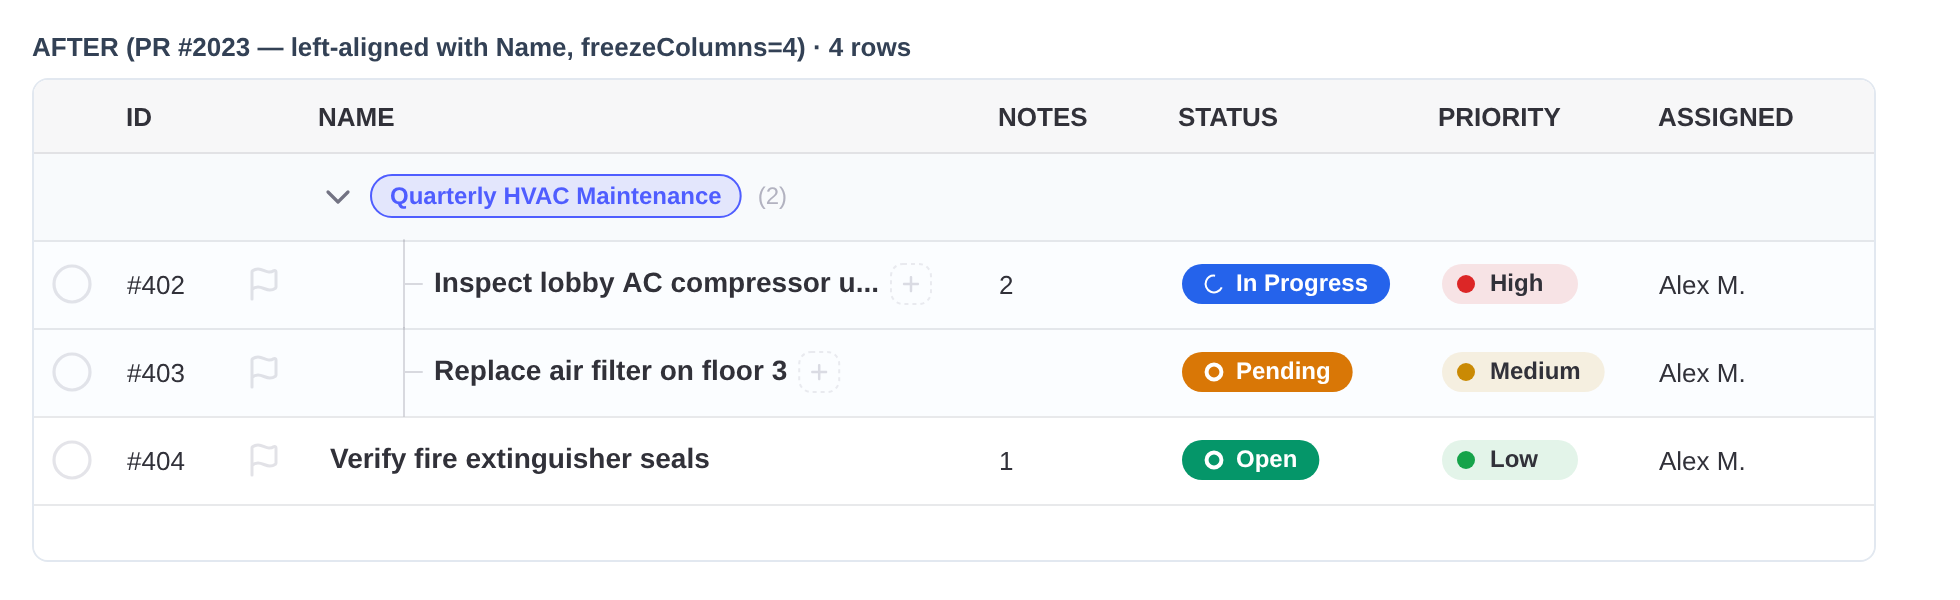 AFTER (PR #2023 — left-aligned with Name, freezeColumns=4) · 4 rows
ID NAME NOTES STATUS PRIORITY ASSIGNED
Quarterly HVAC Maintenance (2)
#402 Inspect lobby AC compressor u... + 2 In Progress High Alex M.
#403 Replace air filter on floor 3 + Pending Medium Alex M.
#404 Verify fire extinguisher seals 1 Open Low Alex M.